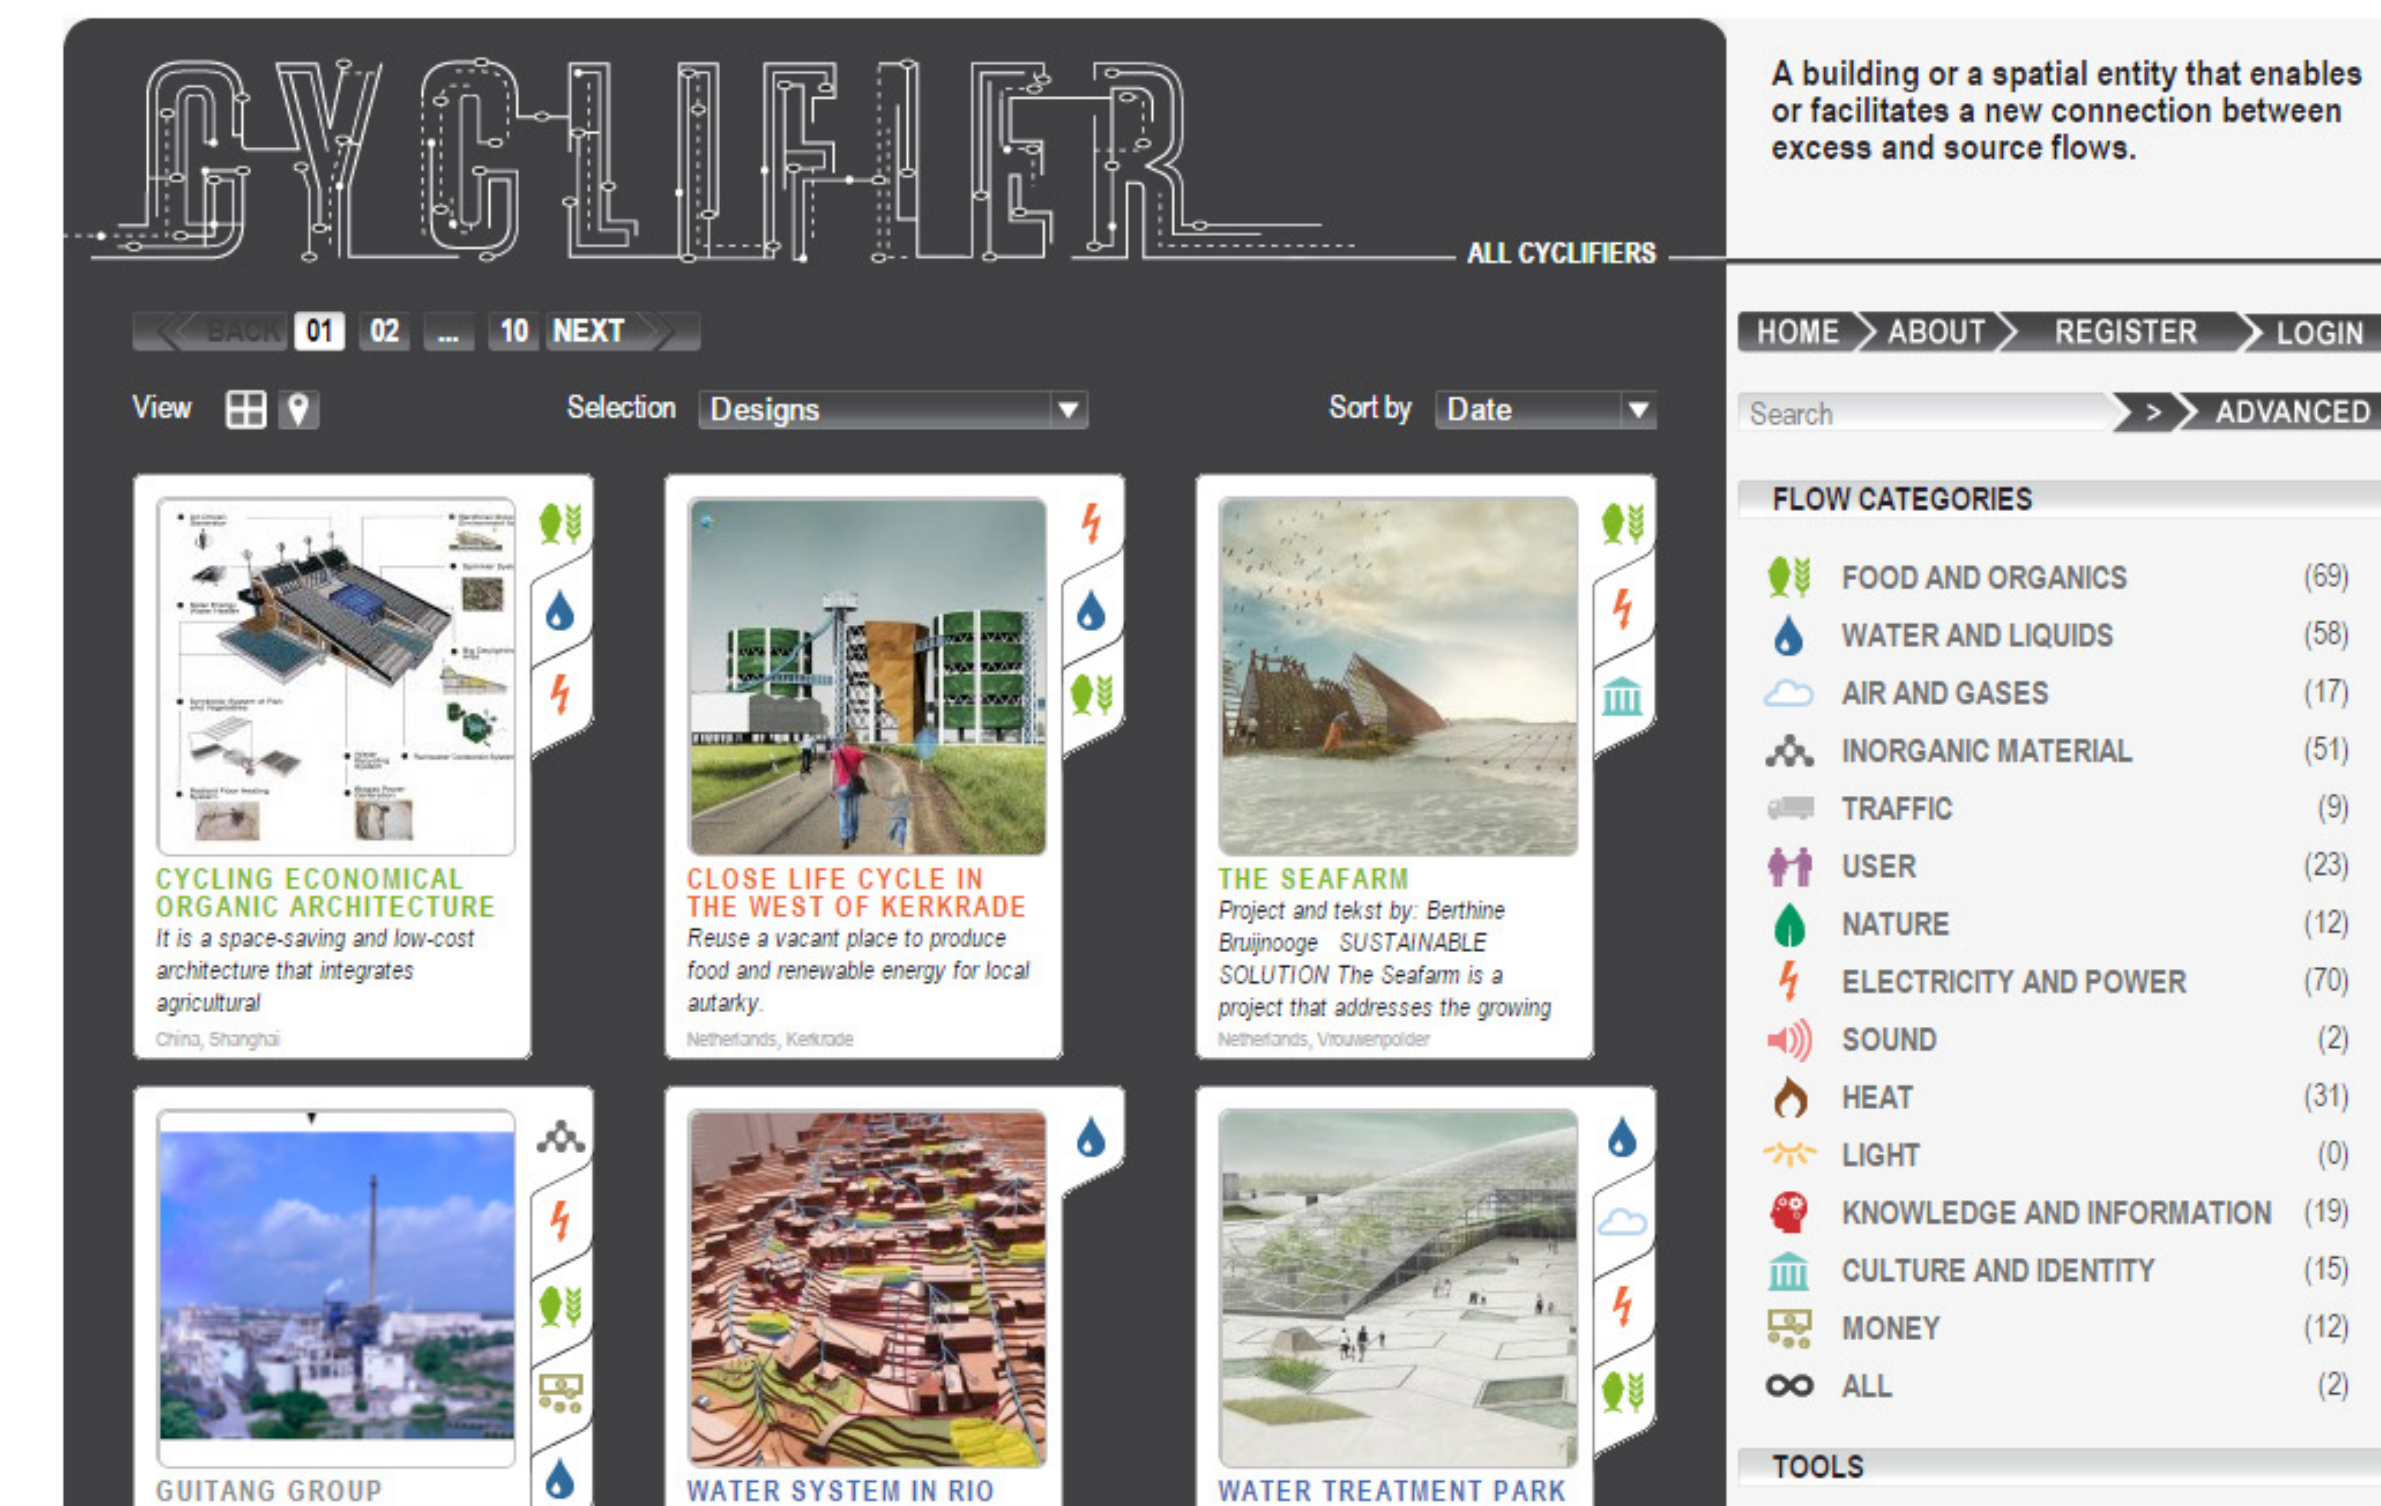 CYCLIFIER
ALL CYCLIFIERS
A building or a spatial entity that enables
or facilitates a new connection between
excess and source flows.
BACK 01 02 ... 10 NEXT
HOME ABOUT REGISTER LOGIN
View Selection Designs Sort by Date
Search > ADVANCED
CYCLING ECONOMICAL
ORGANIC ARCHITECTURE
It is a space-saving and low-cost
architecture that integrates
agricultural
China, Shanghai
CLOSE LIFE CYCLE IN
THE WEST OF KERKRADE
Reuse a vacant place to produce
food and renewable energy for local
autarky.
Netherlands, Kerkrade
THE SEAFARM
Project and tekst by: Berthine
Bruijnooge SUSTAINABLE
SOLUTION The Seafarm is a
project that addresses the growing
Netherlands, Vrouwenpolder
GUITANG GROUP
WATER SYSTEM IN RIO
WATER TREATMENT PARK
FLOW CATEGORIES
FOOD AND ORGANICS (69)
WATER AND LIQUIDS (58)
AIR AND GASES (17)
INORGANIC MATERIAL (51)
TRAFFIC (9)
USER (23)
NATURE (12)
ELECTRICITY AND POWER (70)
SOUND (2)
HEAT (31)
LIGHT (0)
KNOWLEDGE AND INFORMATION (19)
CULTURE AND IDENTITY (15)
MONEY (12)
ALL (2)
TOOLS